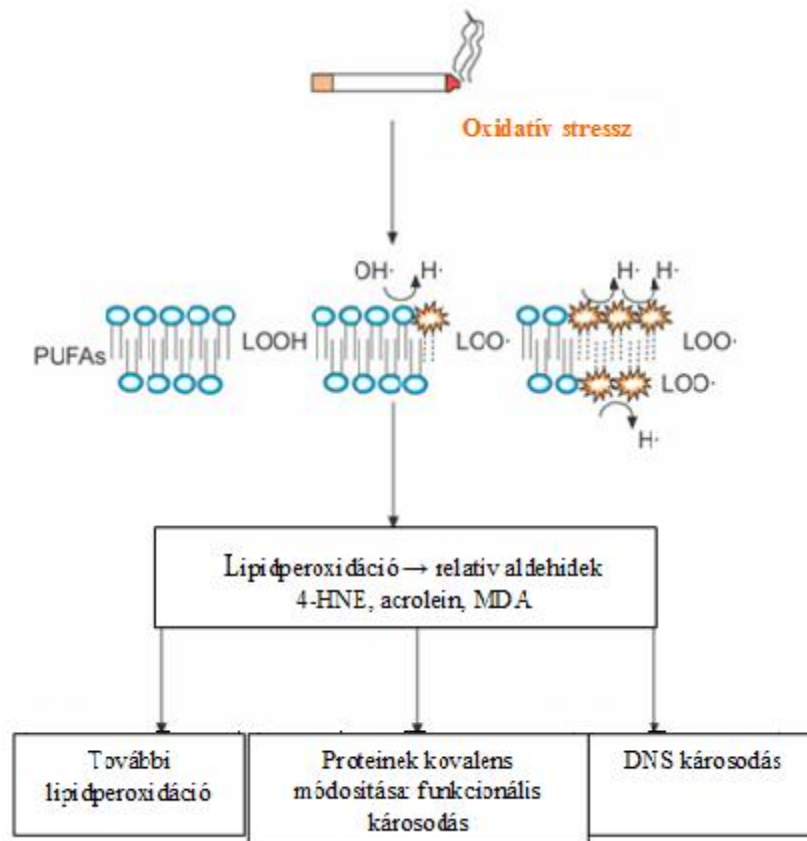 Oxidatív stressz
OH· H· H· H·
PUFAs LOOH LOO· LOO·
LOO·
H·
Lipidperoxidáció → relatív aldehidek
4-HNE, acrolein, MDA
További
lipidperoxidáció
Proteinek kovalens
módosítása: funkcionális
károsodás
DNS károsodás